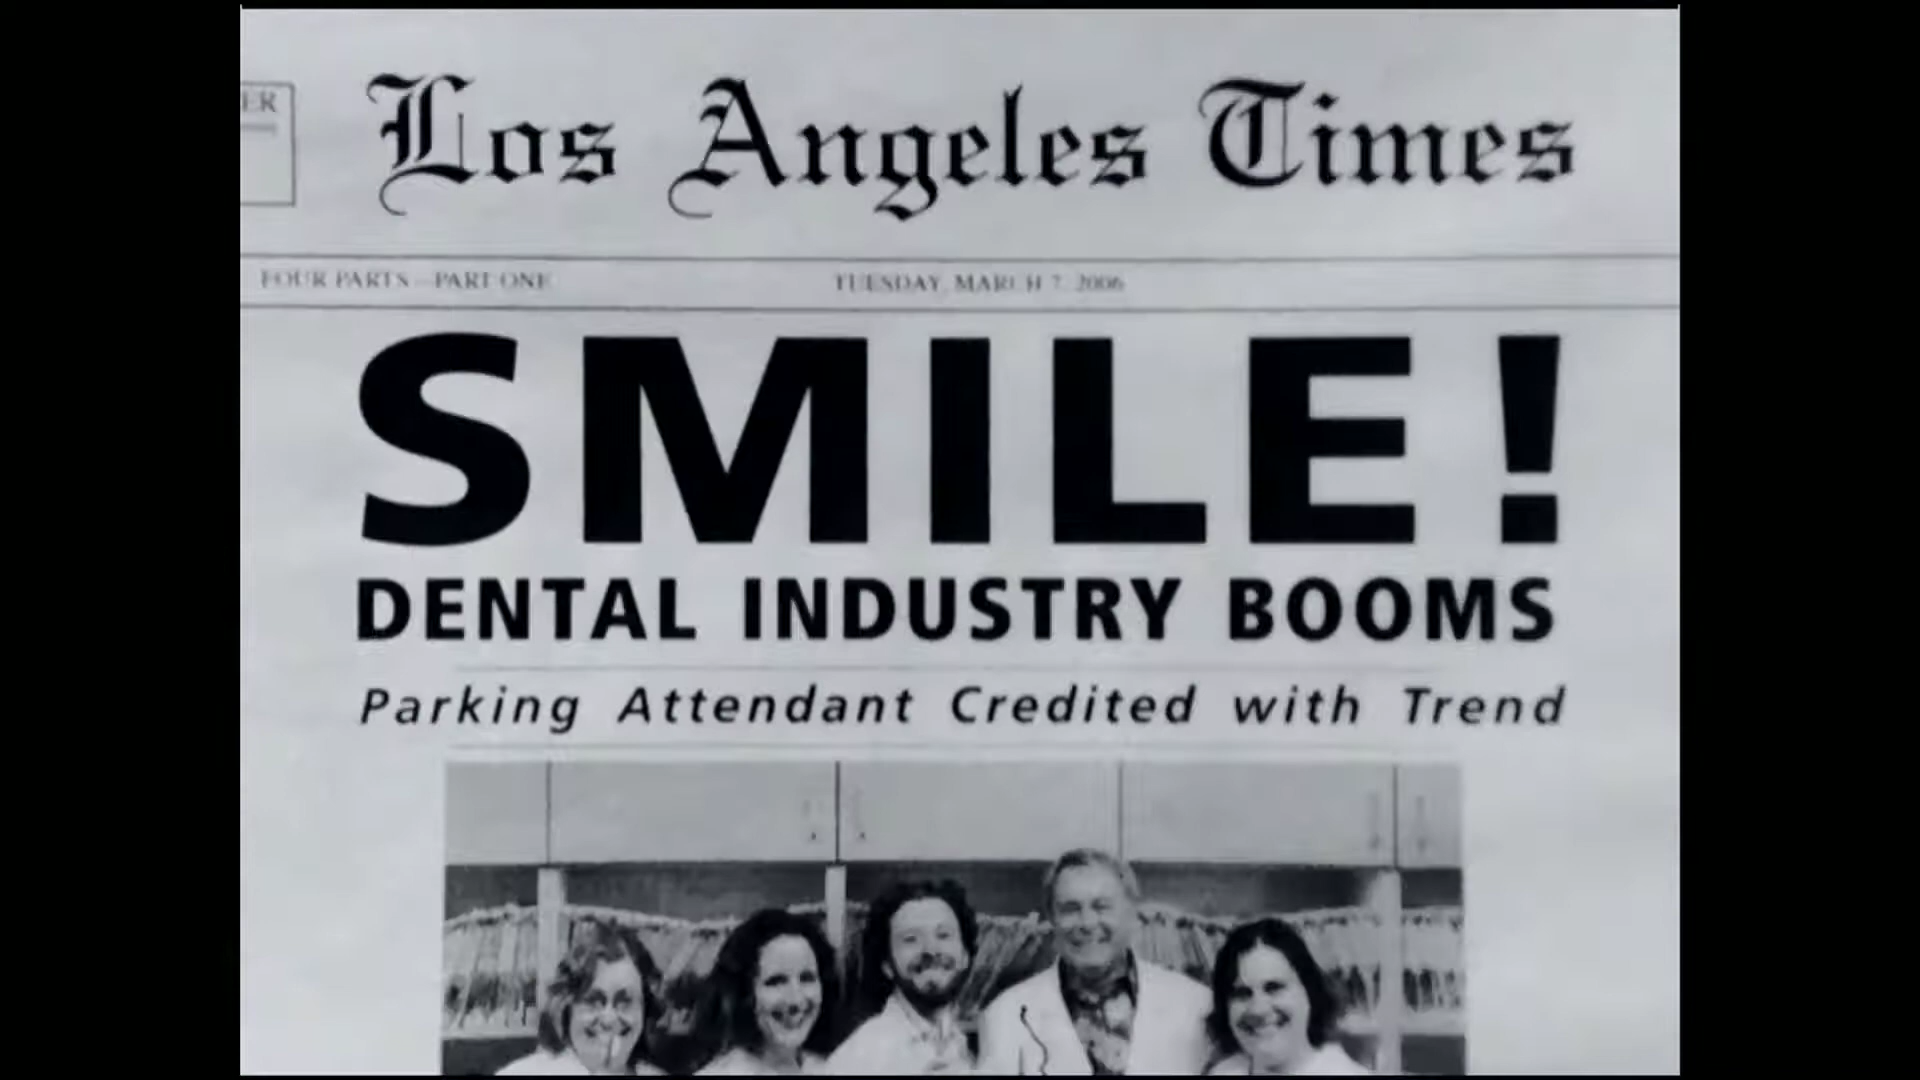 ER
Los Angeles Times
FOUR PARTS—PART ONE
TUESDAY, MARCH 7, 2006
SMILE!
DENTAL INDUSTRY BOOMS
Parking Attendant Credited with Trend